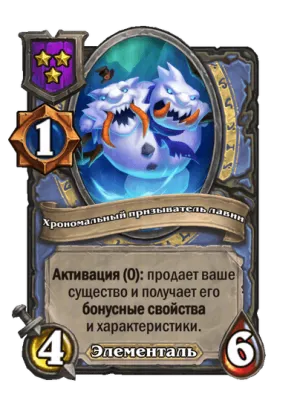 1
Хрономальный призыватель лавин
Активация (0): продает ваше
существо и получает его
бонусные свойства
и характеристики.
4
Элементаль
6